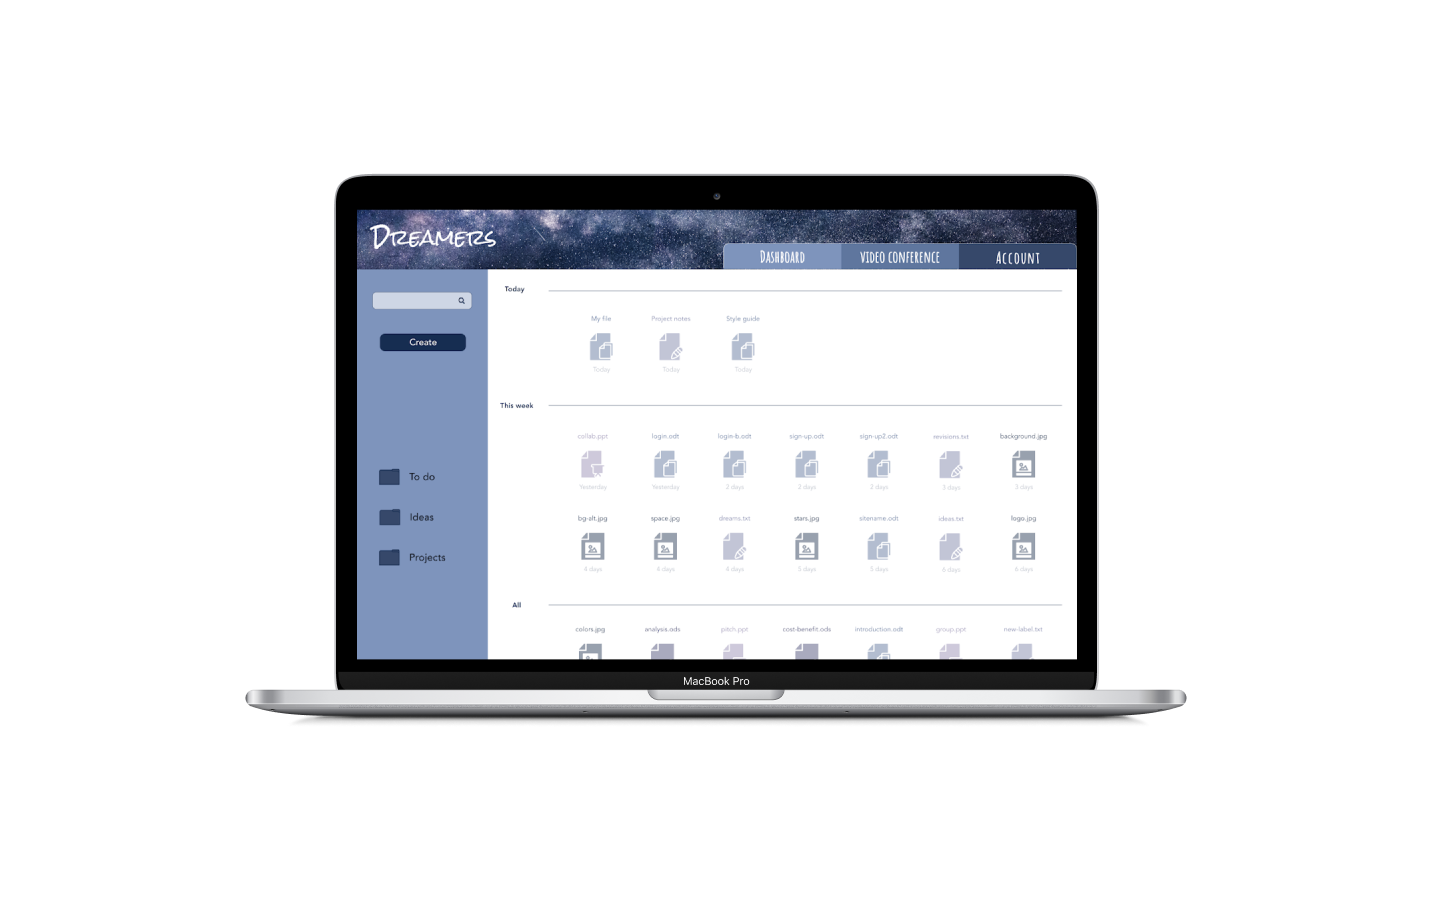 Dreamers
Dashboard
VIDEO CONFERENCE
Account
Create
To do
Ideas
Projects
Today
My file
Project notes
Style guide
Today
Today
Today
This week
collab.ppt
login.odt
login-b.odt
sign-up.odt
sign-up2.odt
revisions.txt
background.jpg
Yesterday
Yesterday
2 days
2 days
2 days
3 days
3 days
bg-alt.jpg
space.jpg
dreams.txt
stars.jpg
sitename.odt
ideas.txt
logo.jpg
4 days
4 days
4 days
5 days
5 days
6 days
6 days
All
colors.jpg
analysis.ods
pitch.ppt
cost-benefit.ods
introduction.odt
group.ppt
new-label.txt
MacBook Pro